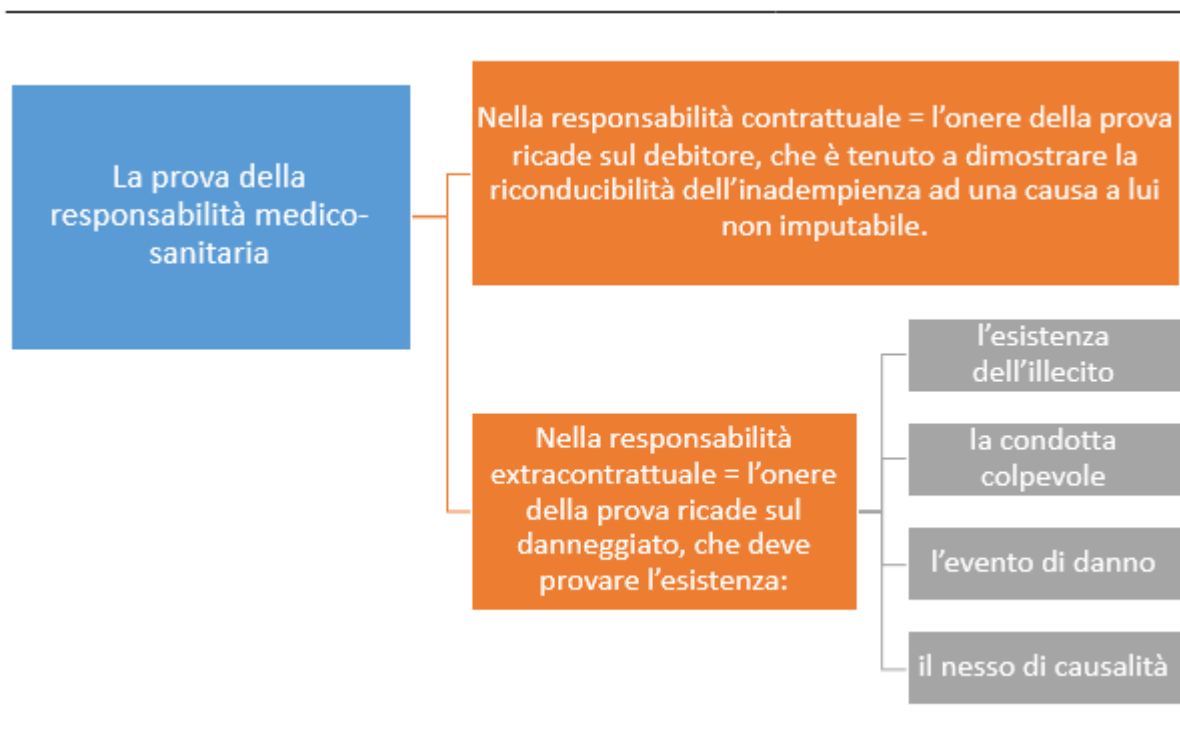 La prova della
responsabilità medico-
sanitaria
Nella responsabilità contrattuale = l'onere della prova
ricade sul debitore, che è tenuto a dimostrare la
riconducibilità dell'inadempienza ad una causa a lui
non imputabile.
Nella responsabilità
extracontrattuale = l'onere
della prova ricade sul
danneggiato, che deve
provare l'esistenza:
l'esistenza
dell'illecito
la condotta
colpevole
l'evento di danno
il nesso di causalità